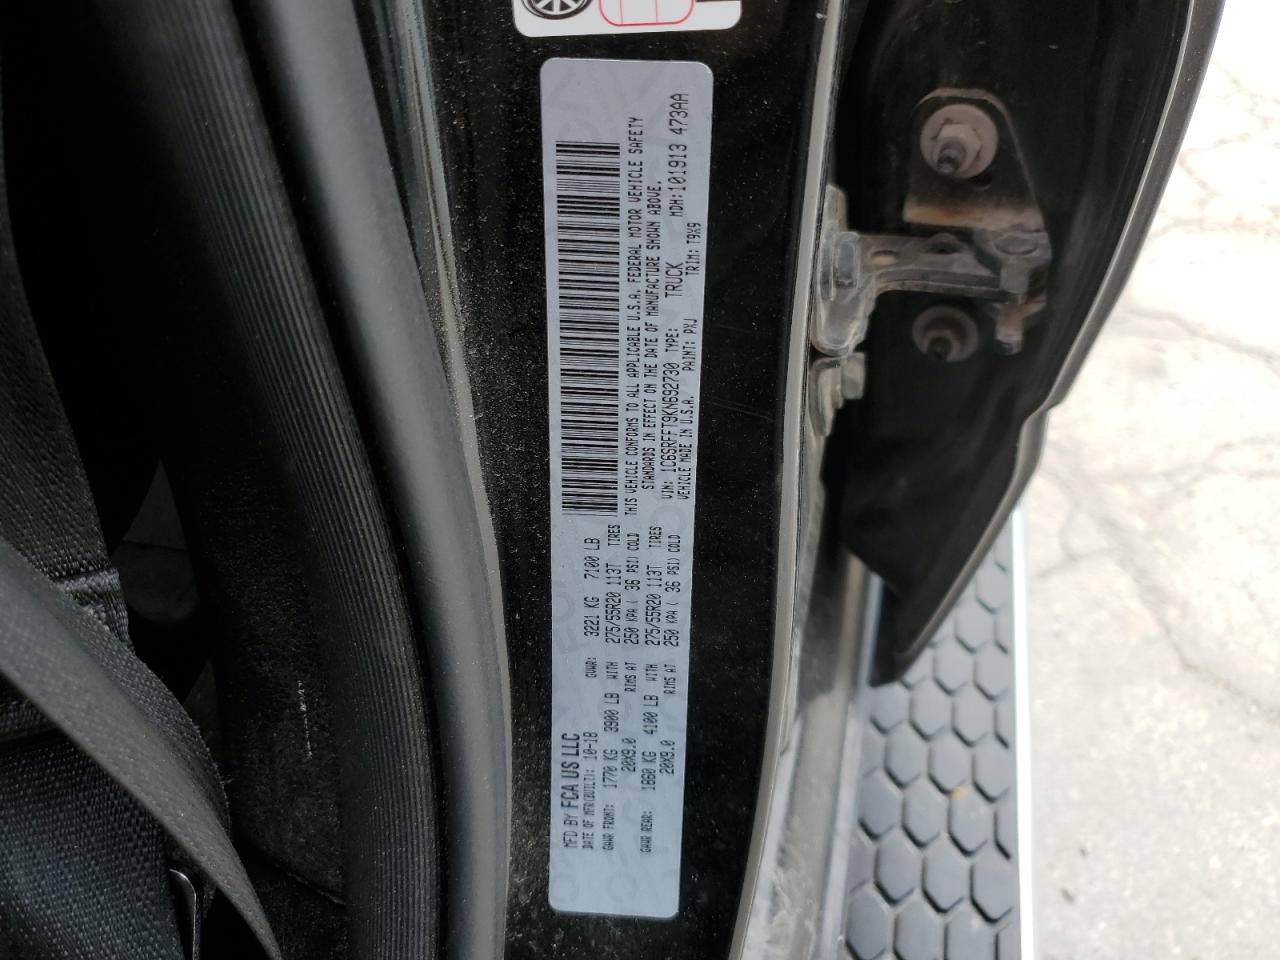 MFD BY FCA US LLC
DATE OF MFR(BUILT): 10-18 GVWR: 3221 KG 7100 LB
GAWR FRONT: 1770 KG 3900 LB WITH 275/55R20 113T TIRES
20X9.0 RIMS AT 250 KPA ( 36 PSI) COLD
GAWR REAR: 1860 KG 4100 LB WITH 275/55R20 113T TIRES
20X9.0 RIMS AT 250 KPA ( 36 PSI) COLD
THIS VEHICLE CONFORMS TO ALL APPLICABLE U.S.A. FEDERAL MOTOR VEHICLE SAFETY
STANDARDS IN EFFECT ON THE DATE OF MANUFACTURE SHOWN ABOVE.
VIN: 1C6SRFFT9KN692730 TYPE: TRUCK MDH:101913 473AA
VEHICLE MADE IN U.S.A. PAINT: PXJ TRIM: T9X9